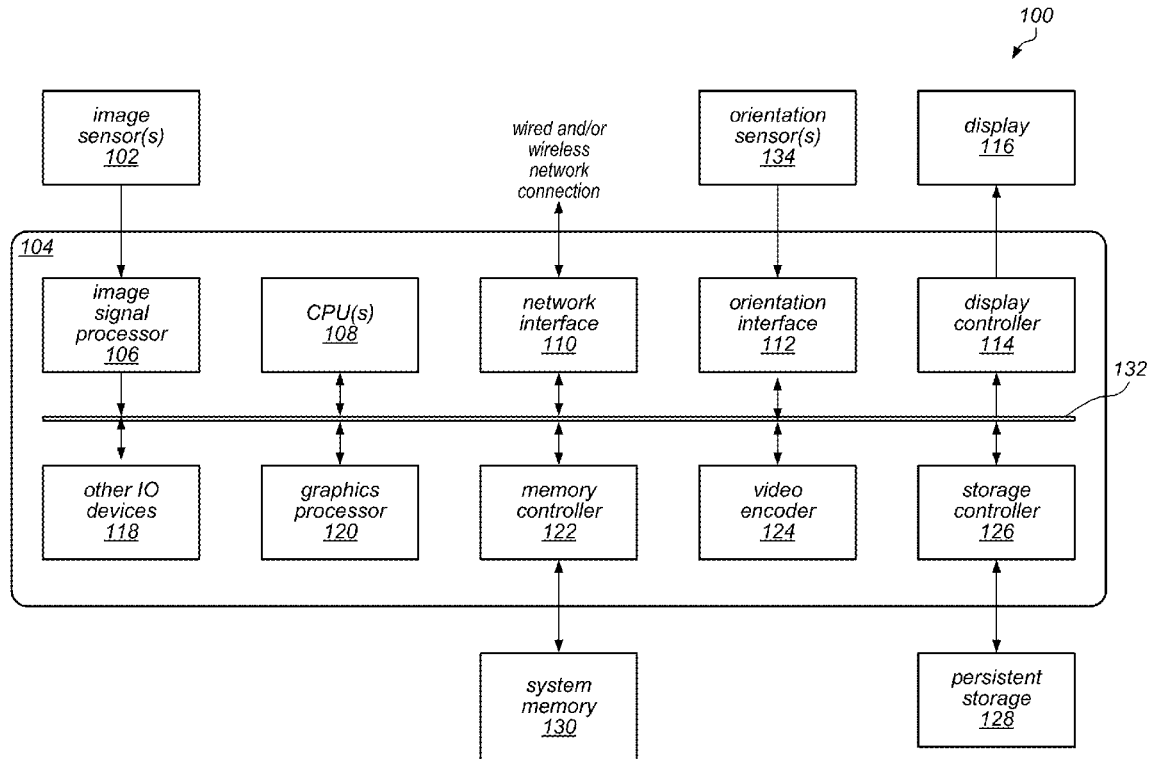 100
image
sensor(s)
102
wired and/or
wireless
network
connection
orientation
sensor(s)
134
display
116
104
image
signal
processor
106
CPU(s)
108
network
interface
110
orientation
interface
112
display
controller
114
132
other IO
devices
118
graphics
processor
120
memory
controller
122
video
encoder
124
storage
controller
126
system
memory
130
persistent
storage
128